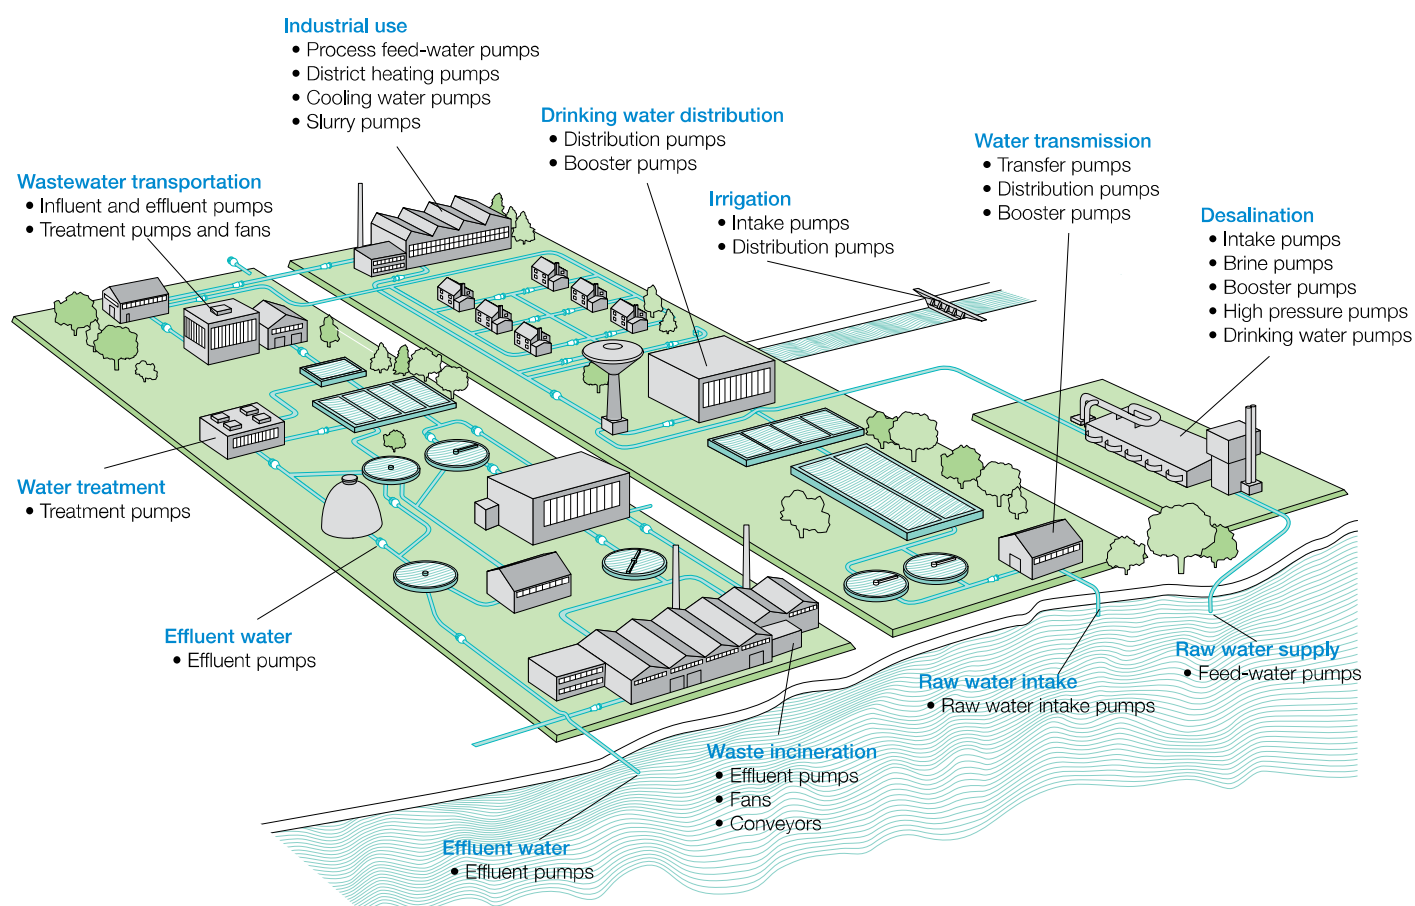 Industrial use
• Process feed-water pumps
• District heating pumps
• Cooling water pumps
• Slurry pumps
Drinking water distribution
• Distribution pumps
• Booster pumps
Water transmission
• Transfer pumps
• Distribution pumps
• Booster pumps
Wastewater transportation
• Influent and effluent pumps
• Treatment pumps and fans
Irrigation
• Intake pumps
• Distribution pumps
Desalination
• Intake pumps
• Brine pumps
• Booster pumps
• High pressure pumps
• Drinking water pumps
Water treatment
• Treatment pumps
Effluent water
• Effluent pumps
Raw water supply
• Feed-water pumps
Raw water intake
• Raw water intake pumps
Waste incineration
• Effluent pumps
• Fans
• Conveyors
Effluent water
• Effluent pumps